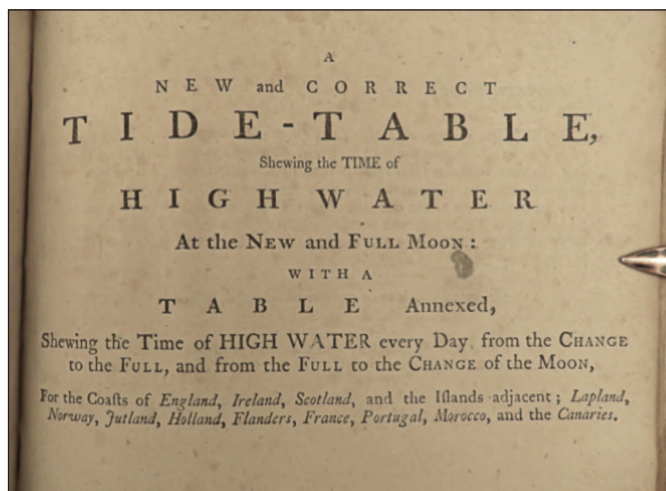 A
NEW and CORRECT
TIDE-TABLE,
Shewing the TIME of
HIGH WATER
At the NEW and FULL MOON:
WITH A
TABLE Annexed,
Shewing the Time of HIGH WATER every Day, from the CHANGE
to the FULL, and from the FULL to the CHANGE of the MOON,
For the Coaſts of England, Ireland, Scotland, and the Iſlands adjacent; Lapland,
Norway, Jutland, Holland, Flanders, France, Portugal, Morocco, and the Canaries.